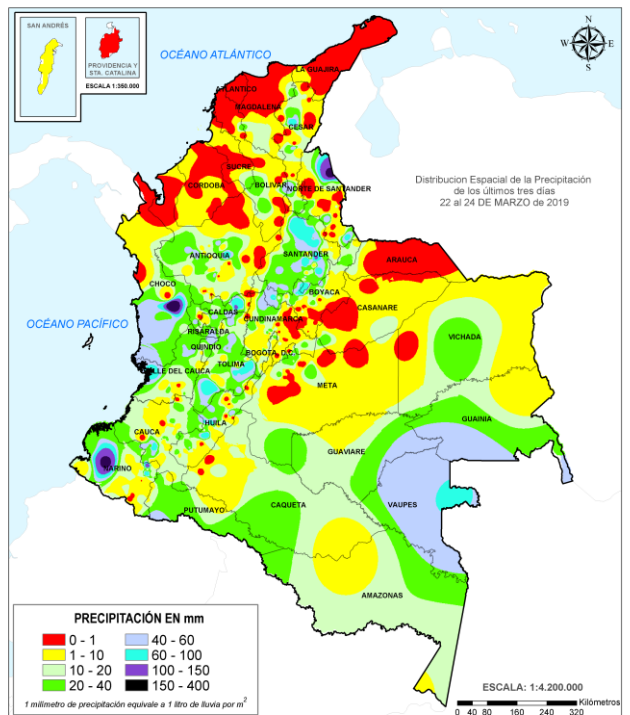 SAN ANDRÉS
PROVIDENCIA Y
STA. CATALINA
ESCALA 1:350.000
OCÉANO ATLÁNTICO
N
W
E
S
LA GUAJIRA
ATLANTICO
MAGDALENA
CESAR
SUCRE
CORDOBA
BOLIVAR
NORTE DE SANTANDER
Distribucion Espacial de la Precipitación
de los últimos tres días
22 al 24 DE MARZO de 2019
ANTIOQUIA
SANTANDER
ARAUCA
CHOCO
BOYACA
CASANARE
OCÉANO PACÍFICO
CALDAS
CUNDINAMARCA
RISARALDA
VICHADA
QUINDIO
BOGOTA, D.C.
TOLIMA
VALLE DEL CAUCA
META
GUAINIA
HUILA
CAUCA
GUAVIARE
NARINO
CAQUETA
VAUPES
PUTUMAYO
AMAZONAS
PRECIPITACIÓN EN mm
0 - 1
40 - 60
1 - 10
60 - 100
10 - 20
100 - 150
20 - 40
150 - 400
1 milimetro de precipitación equivale a 1 litro de lluvia por m2
ESCALA: 1:4.200.000
Kilómetros
0 40 80 160 240 320